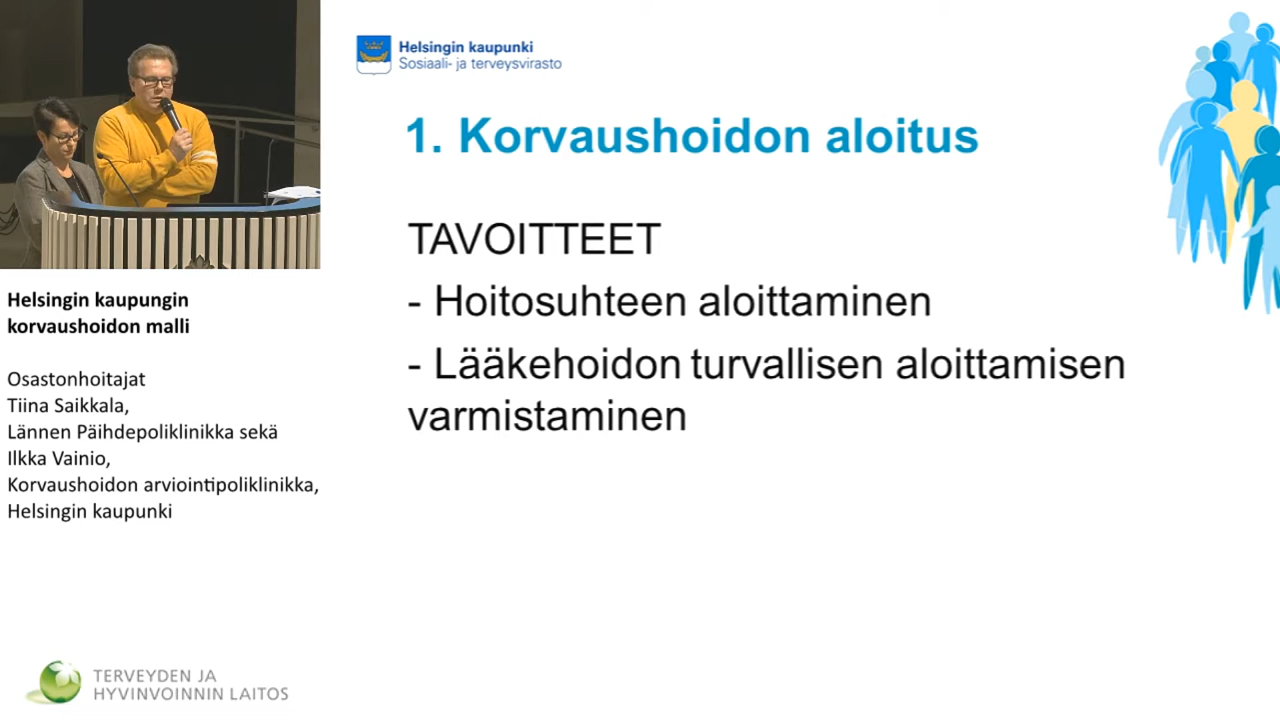 Helsingin kaupunki
Sosiaali- ja terveysvirasto
1. Korvaushoidon aloitus
TAVOITTEET
- Hoitosuhteen aloittaminen
- Lääkehoidon turvallisen aloittamisen
varmistaminen
Helsingin kaupungin
korvaushoidon malli
Osastonhoitajat
Tiina Saikkala,
Lännen Päihdepoliklinikka sekä
Ilkka Vainio,
Korvaushoidon arviointipoliklinikka,
Helsingin kaupunki
TERVEYDEN JA
HYVINVOINNIN LAITOS